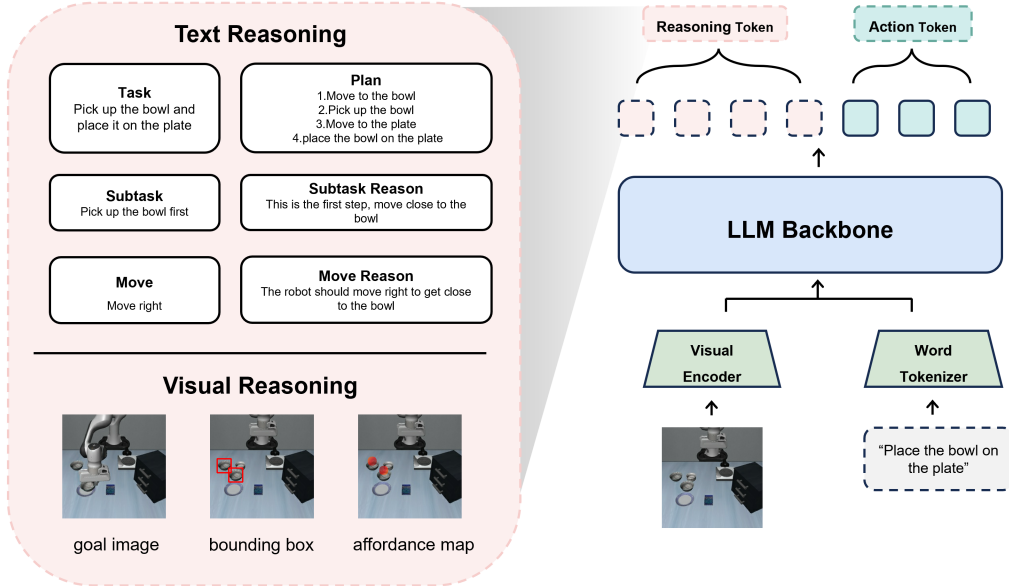 Text Reasoning
Task
Pick up the bowl and
place it on the plate
Plan
1.Move to the bowl
2.Pick up the bowl
3.Move to the plate
4.place the bowl on the plate
Subtask
Pick up the bowl first
Subtask Reason
This is the first step, move close to the
bowl
Move
Move right
Move Reason
The robot should move right to get close
to the bowl
Visual Reasoning
goal image
bounding box
affordance map
Reasoning Token
Action Token
LLM Backbone
Visual
Encoder
Word
Tokenizer
“Place the bowl on
the plate”